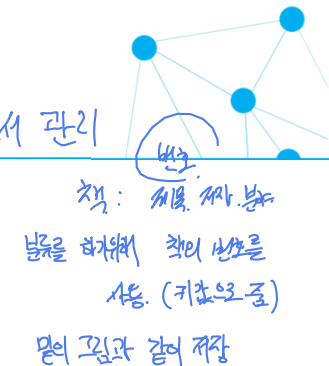 서 관리
번호
책 : 제목. 저자. 분야
분류를 하기위해 책의 번호를
사용. (키값으로 줌)
밑의 그림과 같이 저장